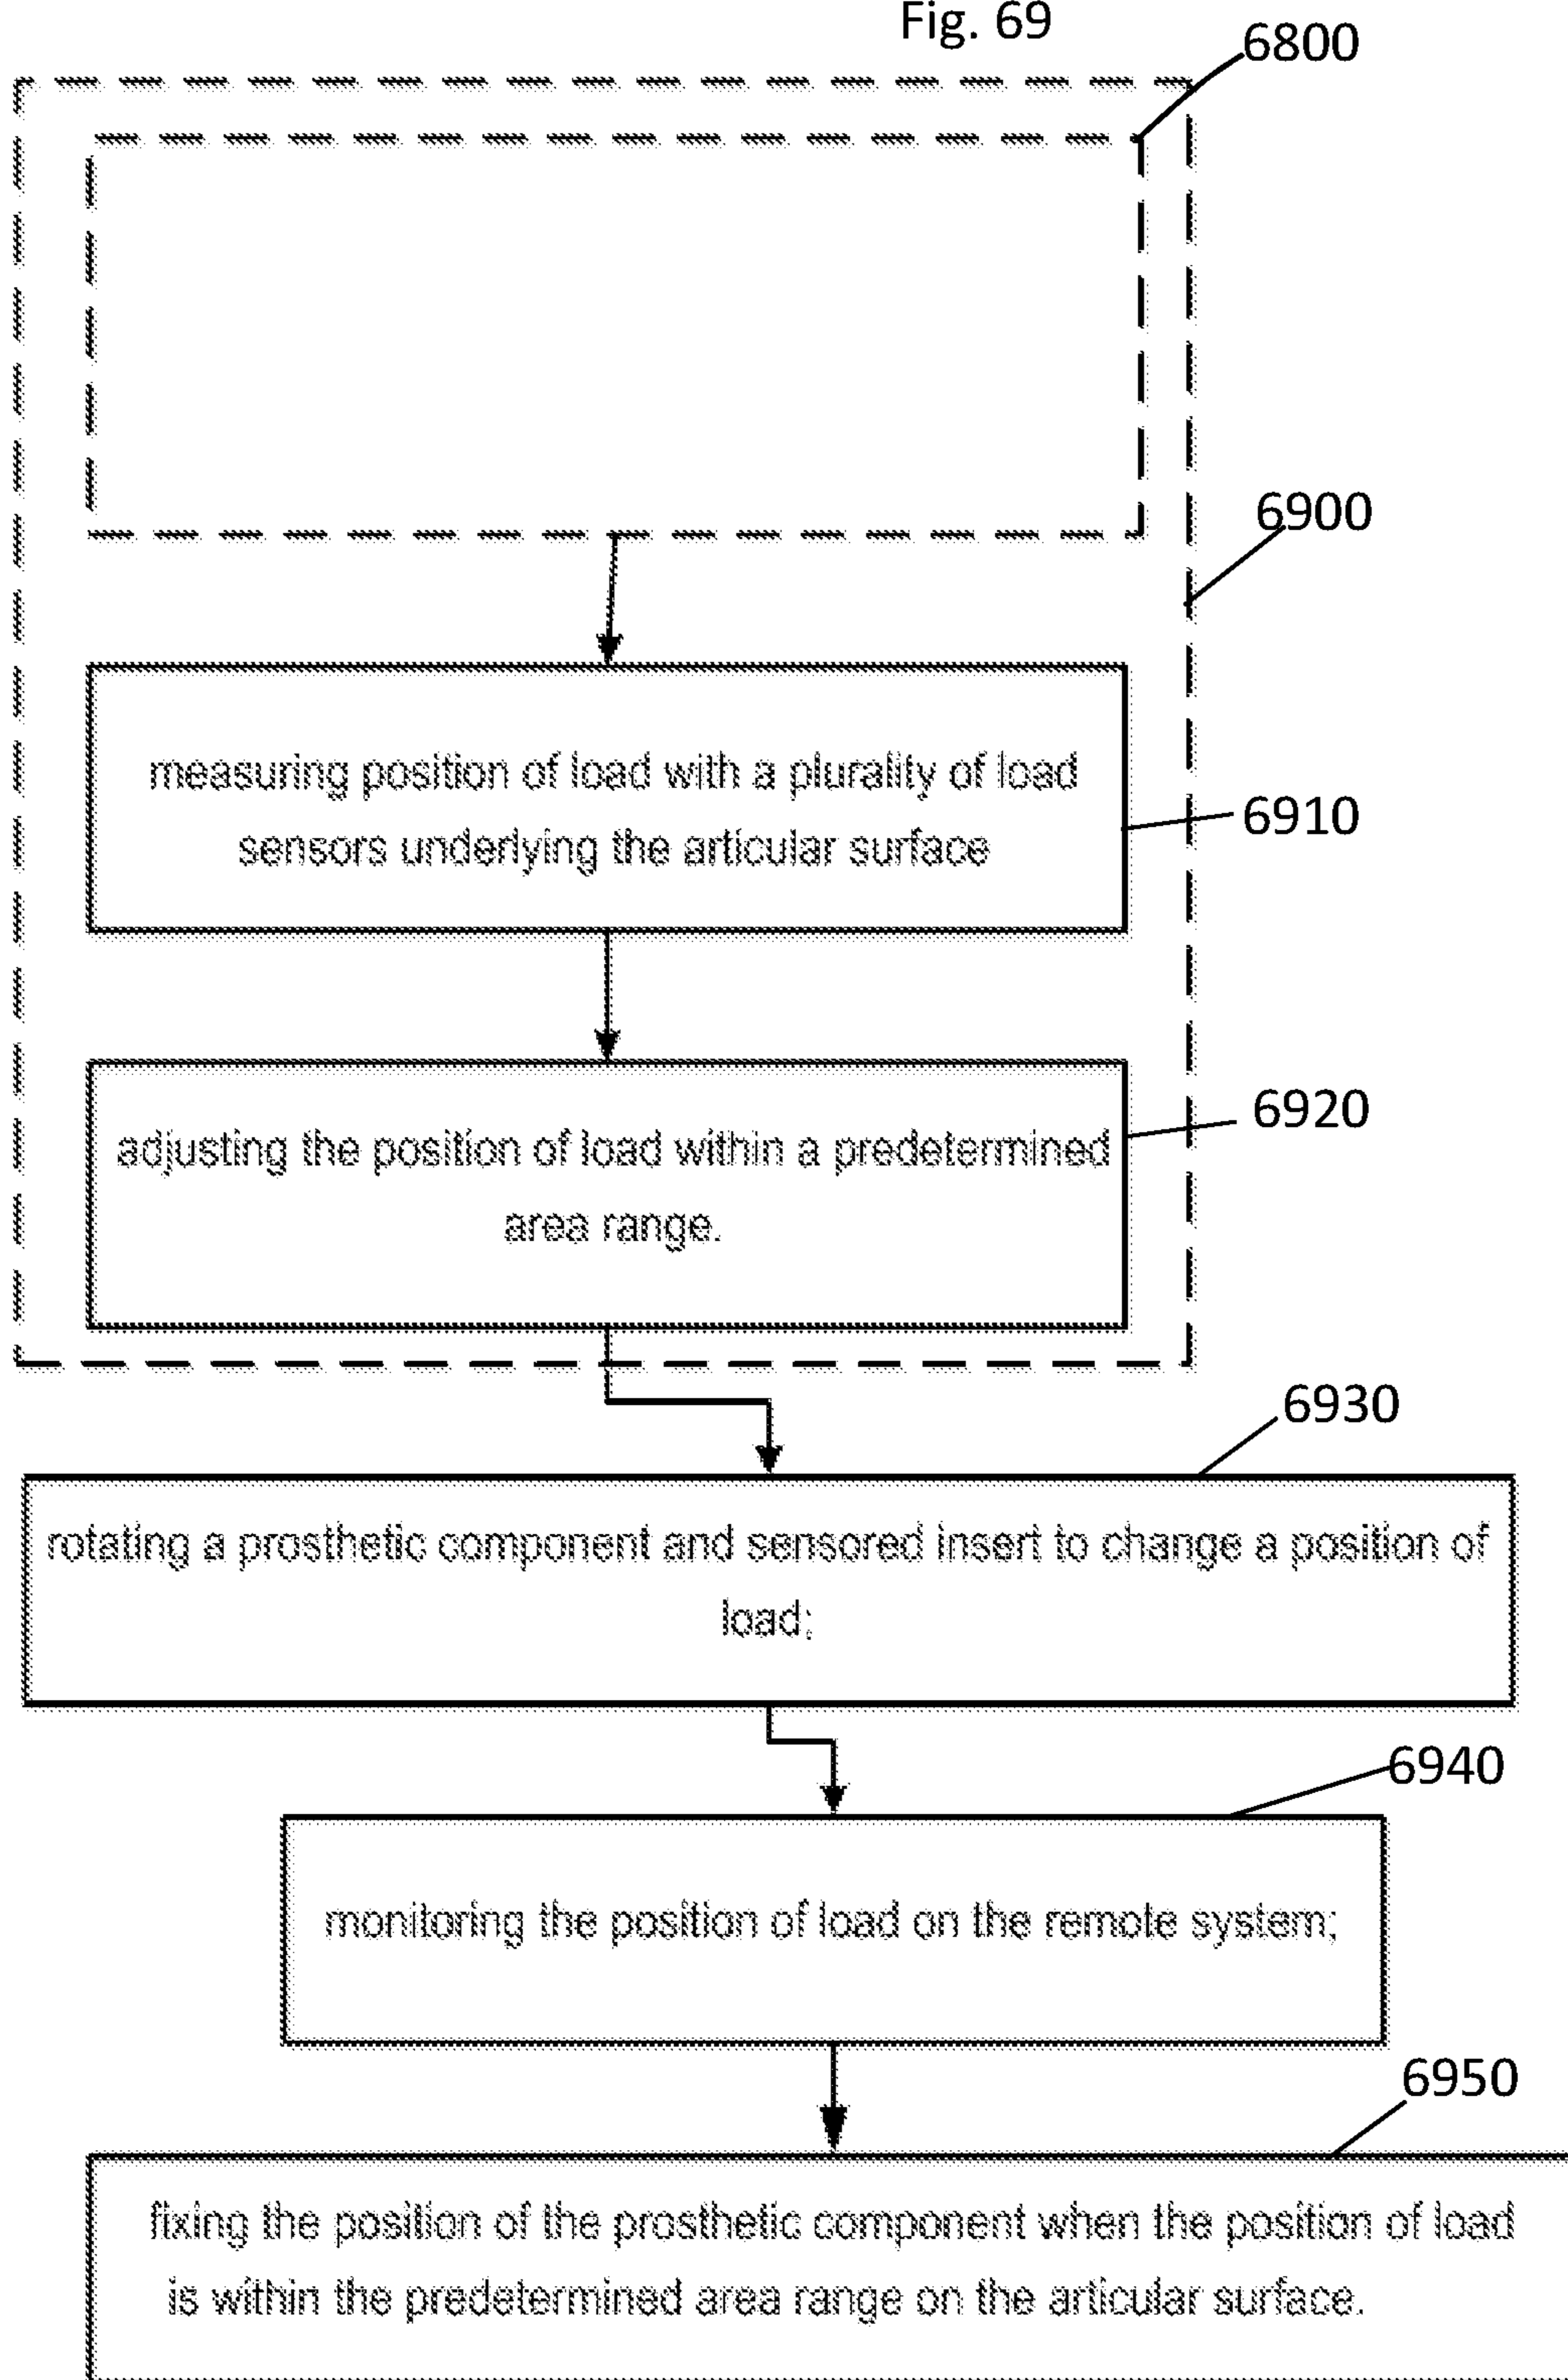 Fig. 69
6800
6900
measuring position of load with a plurality of load
sensors underlying the articular surface
6910
adjusting the position of load within a predetermined
area range.
6920
6930
rotating a prosthetic component and sensored insert to change a position of
load;
6940
monitoring the position of load on the remote system;
6950
fixing the position of the prosthetic component when the position of load
is within the predetermined area range on the articular surface.